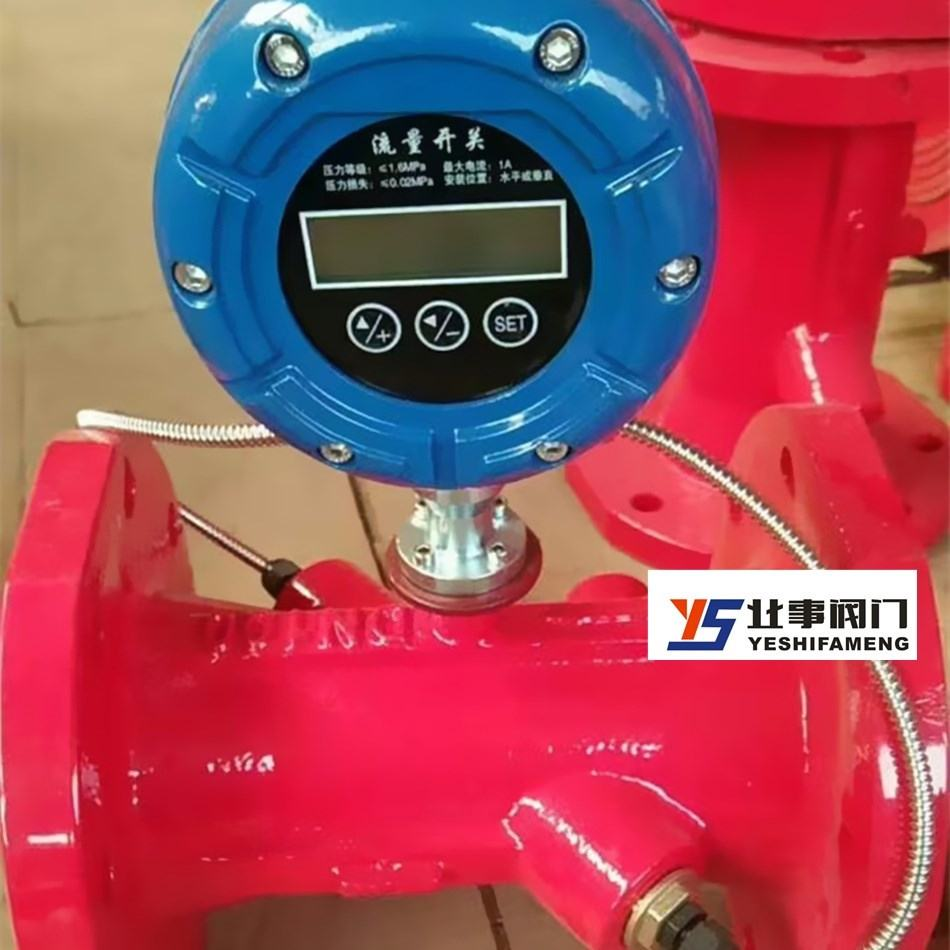 流量开关
压力等级：≤1.6MPa 最大电流：1A
压力损失：≤0.02MPa 安装位置：水平或垂直
▲/+ ◀/− SET
YS 业事阀门
YESHIFAMENG